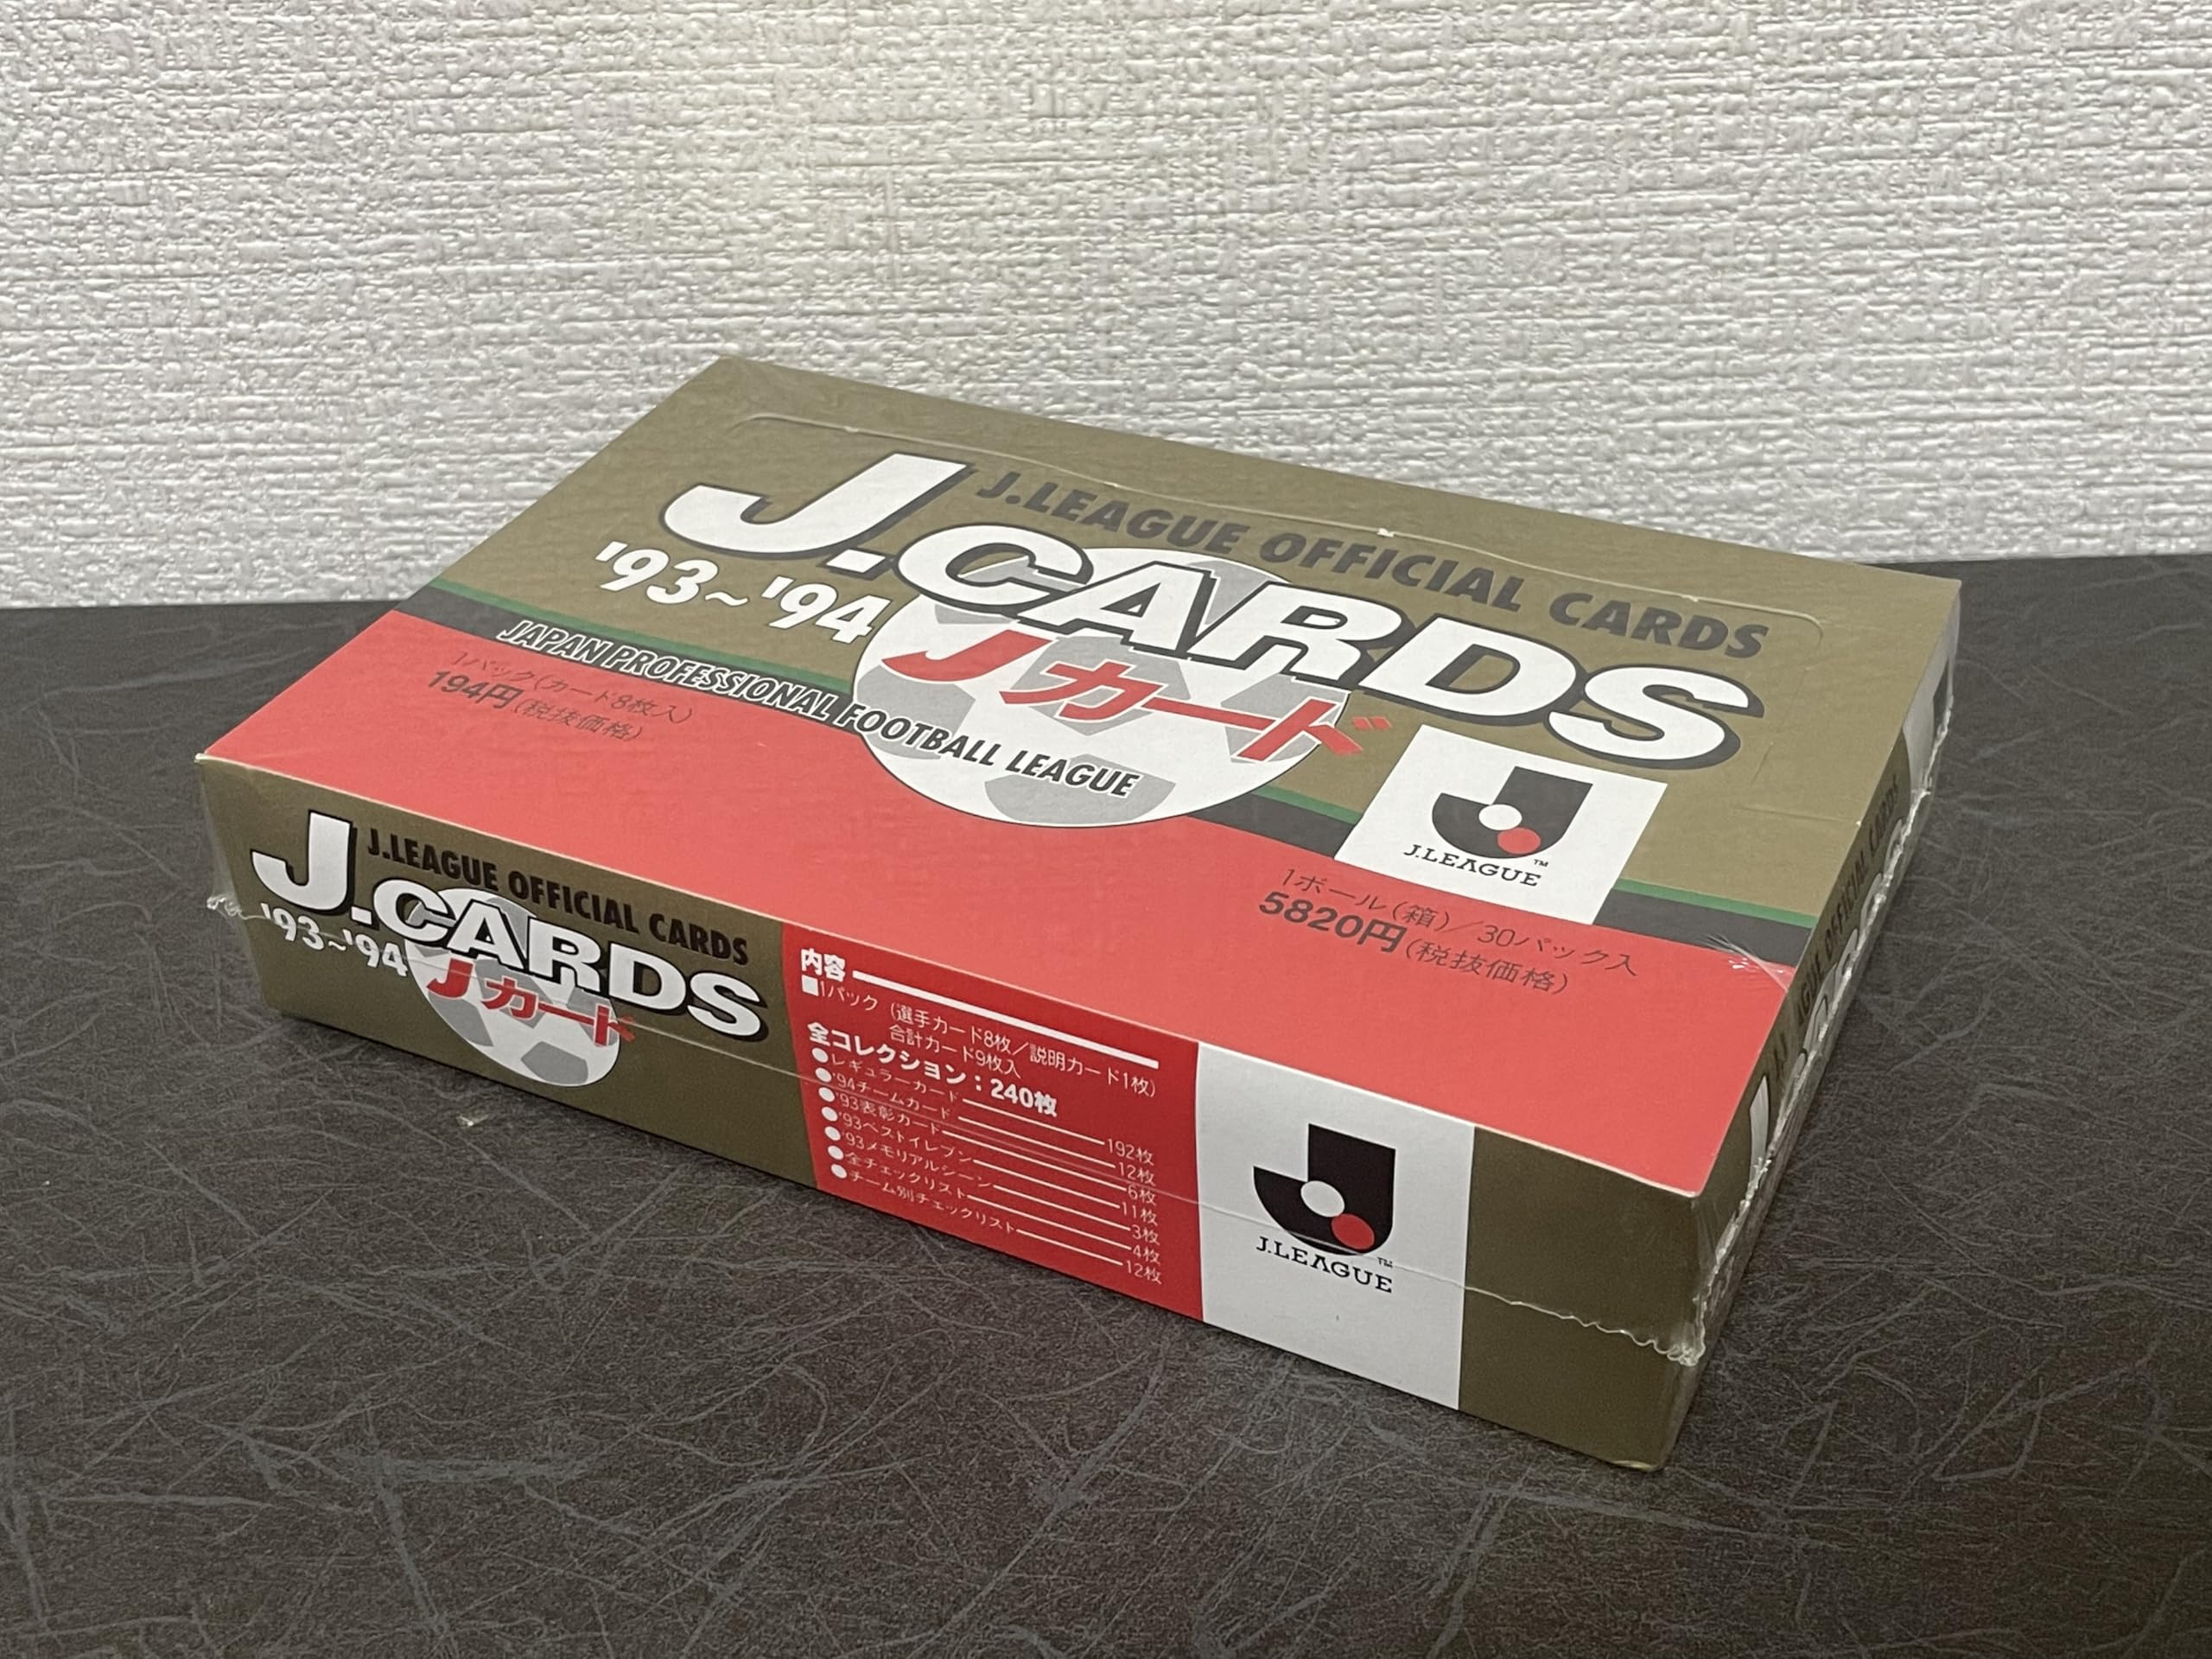 J.LEAGUE OFFICIAL CARDS
J.CARDS
'93~'94
Jカード
JAPAN PROFESSIONAL FOOTBALL LEAGUE
1パック(カード8枚入)
194円(税抜価格)
J.LEAGUE™
1ボール(箱)/30パック入
5820円(税抜価格)
J.LEAGUE OFFICIAL CARDS
J.CARDS
'93~'94
Jカード
内容
■1パック(選手カード8枚/説明カード1枚)
合計カード9枚入
全コレクション:240枚
●レギュラーカード 192枚
●'94チームカード 12枚
●'93表彰カード 6枚
●'93ベストイレブン 11枚
●'93メモリアルシーン 3枚
●全チェックリスト 4枚
●チーム別チェックリスト 12枚
J.LEAGUE™
LEAGUE OFFICIAL CARDS